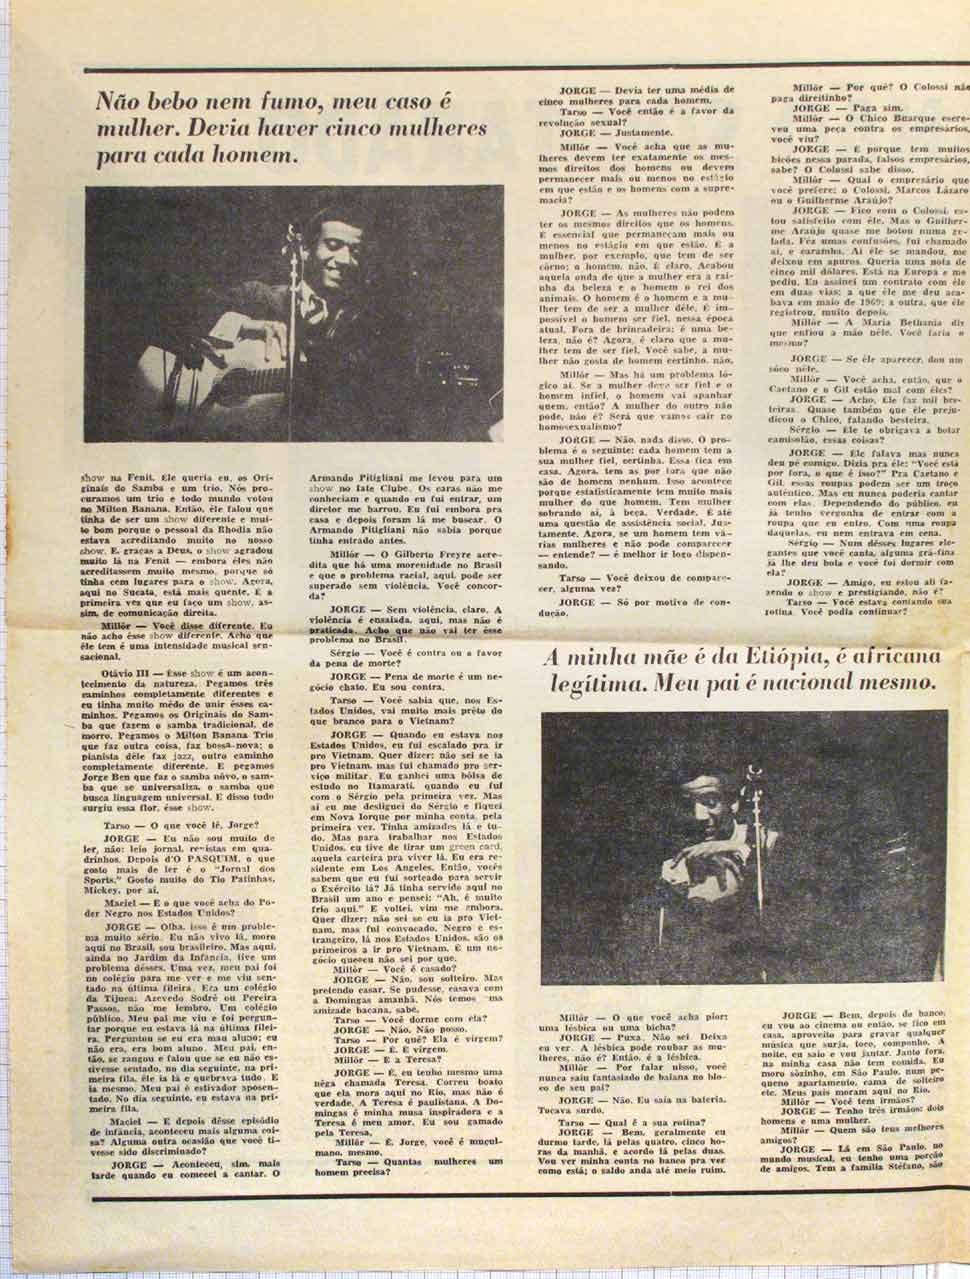 Não bebo nem fumo, meu caso é
mulher. Devia haver cinco mulheres
para cada homem.
show na Fenit. Ele queria eu, os Ori-
ginais do Samba e um trio. Nós pro-
curamos um trio e todo mundo votou
no Milton Banana. Então, êle falou que
tinha de ser um show diferente e mui-
to bom porque o pessoal da Rhodia não
estava acreditando muito no nosso
show. E, graças a Deus, o show agradou
muito lá na Fenit — embora êles não
acreditassem muito mesmo, porque só
tinha cem lugares para o show. Agora,
aqui no Sucata, está mais quente. E a
primeira vez que eu faço um show, as-
sim, de comunicação direita.
Millôr — Você disse diferente. Eu
não acho êsse show diferente. Acho que
êle tem é uma intensidade musical sen-
sacional.
Otávio III — Esse show é um acon-
tecimento da natureza. Pegamos três
caminhos completamente diferentes e
eu tinha muito mêdo de unir êsses ca-
minhos. Pegamos os Originais do Sam-
ba que fazem o samba tradicional, de
morro. Pegamos o Milton Banana Trio
que faz outra coisa, faz bossa-nova; o
pianista dêle faz jazz, outro caminho
completamente diferente. E pegamos
Jorge Ben que faz o samba nôvo, o sam-
ba que se universaliza, o samba que
busca linguagem universal. E disso tudo
surgiu essa flor, êsse show.
Tarso — O que você lê, Jorge?
JORGE — Eu não sou muito de
ler, não: leio jornal, revistas em qua-
drinhos. Depois d'O PASQUIM, o que
gosto mais de ler é o "Jornal dos
Sports." Gosto muito do Tio Patinhas,
Mickey, por aí.
Maciel — E o que você acha do Po-
der Negro nos Estados Unidos?
JORGE — Olha, isso é um proble-
ma muito sério. Eu não vivo lá, moro
aqui no Brasil, sou brasileiro. Mas aqui,
ainda no Jardim da Infância, tive um
problema dêsses. Uma vez, meu pai foi
no colégio para me ver e me viu sen-
tado na última fileira. Era um colégio
da Tijuca: Azevedo Sodré ou Pereira
Passos, não me lembro. Um colégio
público. Meu pai me viu e foi pergun-
tar porque eu estava lá na última filei-
ra. Perguntou se eu era mau aluno; eu
não era, era bom aluno. Meu pai, en-
tão, se zangou e falou que se eu não es-
tivesse sentado, no dia seguinte, na pri-
meira fila, êle ia lá e quebrava tudo. E
ia mesmo. Meu pai é estivador aposen-
tado. No dia seguinte, eu estava na pri-
meira fila.
Maciel — E depois dêsse episódio
de infância, aconteceu mais alguma coi-
sa? Alguma outra ocasião que você ti-
vesse sido discriminado?
JORGE — Aconteceu, sim, mais
tarde quando eu comecei a cantar. O
Armando Pitigliani me levou para um
show no Iate Clube. Os caras não me
conheciam e quando eu fui entrar, um
diretor me barrou. Eu fui embora pra
casa e depois foram lá me buscar. O
Armando Pitigliani não sabia porque
tinha entrado antes.
Millôr — O Gilberto Freyre acre-
dita que há uma morenidade no Brasil
e que o problema racial, aqui, pode ser
superado sem violência. Você concor-
da?
JORGE — Sem violência, claro. A
violência é ensaiada, aqui, mas não é
praticada. Acho que não vai ter êsse
problema no Brasil.
Sérgio — Você é contra ou a favor
da pena de morte?
JORGE — Pena de morte é um ne-
gócio chato. Eu sou contra.
Tarso — Você sabia que, nos Es-
tados Unidos, vai muito mais prêto do
que branco para o Vietnam?
JORGE — Quando eu estava nos
Estados Unidos, eu fui escalado pra ir
pro Vietnam. Quer dizer: não sei se ia
pro Vietnam, mas fui chamado pro ser-
viço militar. Eu ganhei uma bôlsa de
estudo no Itamarati, quando eu fui
com o Sérgio pela primeira vez. Mas
aí eu me desliguei do Sérgio e fiquei
em Nova Iorque por minha conta, pela
primeira vez. Tinha amizades lá e tu-
do. Mas para trabalhar nos Estados
Unidos, eu tive de tirar um green card,
aquela carteira pra viver lá. Eu era re-
sidente em Los Angeles. Então, vocês
sabem que eu fui sorteado para servir
o Exército lá? Já tinha servido aqui no
Brasil um ano e pensei: "Ah, é muito
frio aqui." E voltei, vim me embora.
Quer dizer: não sei se eu ia pro Viet-
nam, mas fui convocado. Negro e es-
trangeiro, lá nos Estados Unidos, são os
primeiros a ir pro Vietnam. E um ne-
gócio queeeu não sei por que.
Millôr — Você é casado?
JORGE — Não, sou solteiro. Mas
pretendo casar. Se pudesse, casava com
a Domingas amanhã. Nós temos uma
amizade bacana, sabe.
Tarso — Você dorme com ela?
JORGE — Não. Não posso.
Tarso — Por quê? Ela é virgem?
JORGE — É. É virgem.
Millôr — E a Teresa?
JORGE — É, eu tenho mesmo uma
nêga chamada Teresa. Correu boato
que ela mora aqui no Rio, mas não é
verdade. A Teresa é paulistana. A Do-
mingas é minha musa inspiradora e a
Teresa é meu amor. Eu sou gamado
pela Teresa.
Millôr — É, Jorge, você é muçul-
mano, mesmo.
Tarso — Quantas mulheres um
homem precisa?
JORGE — Devia ter uma média de
cinco mulheres para cada homem.
Tarso — Você então é a favor da
revolução sexual?
JORGE — Justamente.
Millôr — Você acha que as mu-
lheres devem ter exatamente os mes-
mos direitos dos homens ou devem
permanecer mais ou menos no estágio
em que estão e os homens com a supre-
macia?
JORGE — As mulheres não podem
ter os mesmos direitos que os homens.
E essencial que permaneçam mais ou
menos no estágio em que estão. E a
mulher, por exemplo, que tem de ser
côrno; o homem, não. É claro. Acabou
aquela onda de que a mulher era a rai-
nha da beleza e o homem o rei dos
animais. O homem é o homem e a mu-
lher tem de ser a mulher dêle. E im-
possível o homem ser fiel, nessa época
atual. Fora de brincadeira: é uma be-
leza, não é? Agora, é claro que a mu-
lher tem de ser fiel. Você sabe, a mu-
lher não gosta de homem certinho, não.
Millôr — Mas há um problema ló-
gico aí. Se a mulher deve ser fiel e o
homem infiel, o homem vai apanhar
quem, então? A mulher do outro não
pode, não é? Será que vamos cair no
homosexualismo?
JORGE — Não, nada disso. O pro-
blema é o seguinte: cada homem tem a
sua mulher fiel, certinha. Essa fica em
casa. Agora, tem as por fora que não
são de homem nenhum. Isso acontece
porque estatisticamente tem muito mais
mulher do que homem. Tem mulher
sobrando aí, à beça. Verdade. E até
uma questão de assistência social. Jus-
tamente. Agora, se um homem tem vá-
rias mulheres e não pode comparecer
— entende? — é melhor ir logo dispen-
sando.
Tarso — Você deixou de compare-
cer, alguma vez?
JORGE — Só por motivo de con-
dução.
Millôr — Por quê? O Colossi não
paga direitinho?
JORGE — Paga sim.
Millôr — O Chico Buarque escre-
veu uma peça contra os empresários,
você viu?
JORGE — É porque tem muitos
bicões nessa parada, falsos empresários,
sabe? O Colossi sabe disso.
Millôr — Qual o empresário que
você prefere: o Colossi, Marcos Lázaro
ou o Guilherme Araújo?
JORGE — Fico com o Colossi, es-
tou satisfeito com êle. Mas o Guilher-
me Araújo quase me botou numa ge-
lada. Fêz umas confusões, fui chamado
aí, e caramba. Aí êle se mandou, me
deixou em apuros. Queria uma nota de
cinco mil dólares. Está na Europa e me
pediu. Eu assinei um contrato com êle
em duas vias; a que êle me deu aca-
bava em maio de 1969; a outra, que êle
registrou, muito depois.
Millôr — A Maria Bethania diz
que enfiou a mão nêle. Você faria o
mesmo?
JORGE — Se êle aparecer, dou um
sôco nêle.
Millôr — Você acha, então, que o
Caetano e o Gil estão mal com êles?
JORGE — Acho. Ele faz mil bes-
teiras. Quase também que êle preju-
dicou o Chico, falando besteira.
Sérgio — Ele te obrigava a botar
camisolão, essas coisas?
JORGE — Êle falava mas nunca
deu pé comigo. Dizia pra êle: "Você está
por fora, o que é isso?" Pra Caetano e
Gil, essas roupas podem ser um troço
autêntico. Mas eu nunca poderia cantar
com elas. Dependendo do público, eu
já tenho vergonha de entrar com a
roupa que eu entro. Com uma roupa
daquelas, eu nem entrava em cena.
Sérgio — Num dêsses lugares ele-
gantes que você canta, alguma grã-fina
já lhe deu bola e você foi dormir com
ela?
JORGE — Amigo, eu estou ali fa-
zendo o show e prestigiando, não é?
Tarso — Você estava contando sua
rotina. Você podia continuar?
A minha mãe é da Etiópia, é africana
legítima. Meu pai é nacional mesmo.
Millôr — O que você acha pior:
uma lésbica ou uma bicha?
JORGE — Puxa. Não sei. Deixa
eu ver. A lésbica pode roubar as mu-
lheres, não é? Então, é a lésbica.
Millôr — Por falar nisso, você
nunca saiu fantasiado de baiana no blo-
co de seu pai?
JORGE — Não. Eu saía na bateria.
Tocava surdo.
Tarso — Qual é a sua rotina?
JORGE — Bem, geralmente eu
durmo tarde, lá pelas quatro, cinco ho-
ras da manhã, e acordo lá pelas duas.
Vou ver minha conta no banco pra ver
como está; o saldo anda até meio ruim.
JORGE — Bem, depois de banco,
eu vou ao cinema ou então, se fico em
casa, aproveito para gravar qualquer
música que surja, toco, componho. A
noite, eu saio e vou jantar. Janto fora,
na minha casa não tem comida. Eu
moro sòzinho, em São Paulo, num pe-
queno apartamento, cama de solteiro
etc. Meus pais moram aqui no Rio.
Millôr — Você tem irmãos?
JORGE — Tenho três irmãos: dois
homens e uma mulher.
Millôr — Quem são teus melhores
amigos?
JORGE — Lá em São Paulo, no
mundo musical, eu tenho uma porção
de amigos. Tem a família Stéfano, são